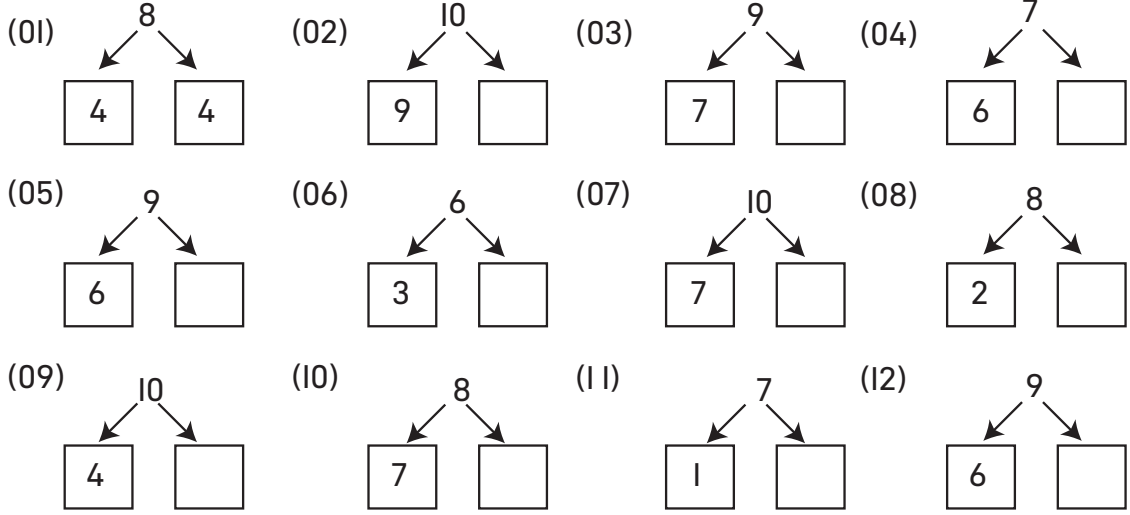 (01) 8 (02) 10 (03) 9 (04) 7
4 4 9 7 6
(05) 9 (06) 6 (07) 10 (08) 8
6 3 7 2
(09) 10 (10) 8 (11) 7 (12) 9
4 7 1 6